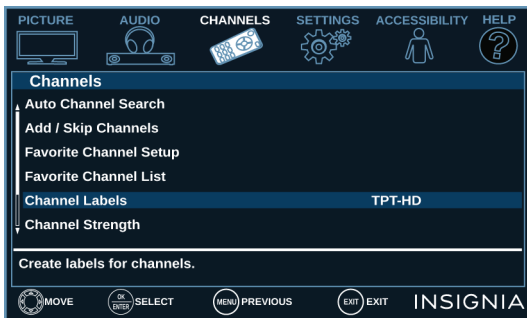 PICTURE AUDIO CHANNELS SETTINGS ACCESSIBILITY HELP
?
Channels
Auto Channel Search
Add / Skip Channels
Favorite Channel Setup
Favorite Channel List
Channel Labels TPT-HD
Channel Strength
Create labels for channels.
MOVE OK ENTER SELECT MENU PREVIOUS EXIT EXIT INSIGNIA